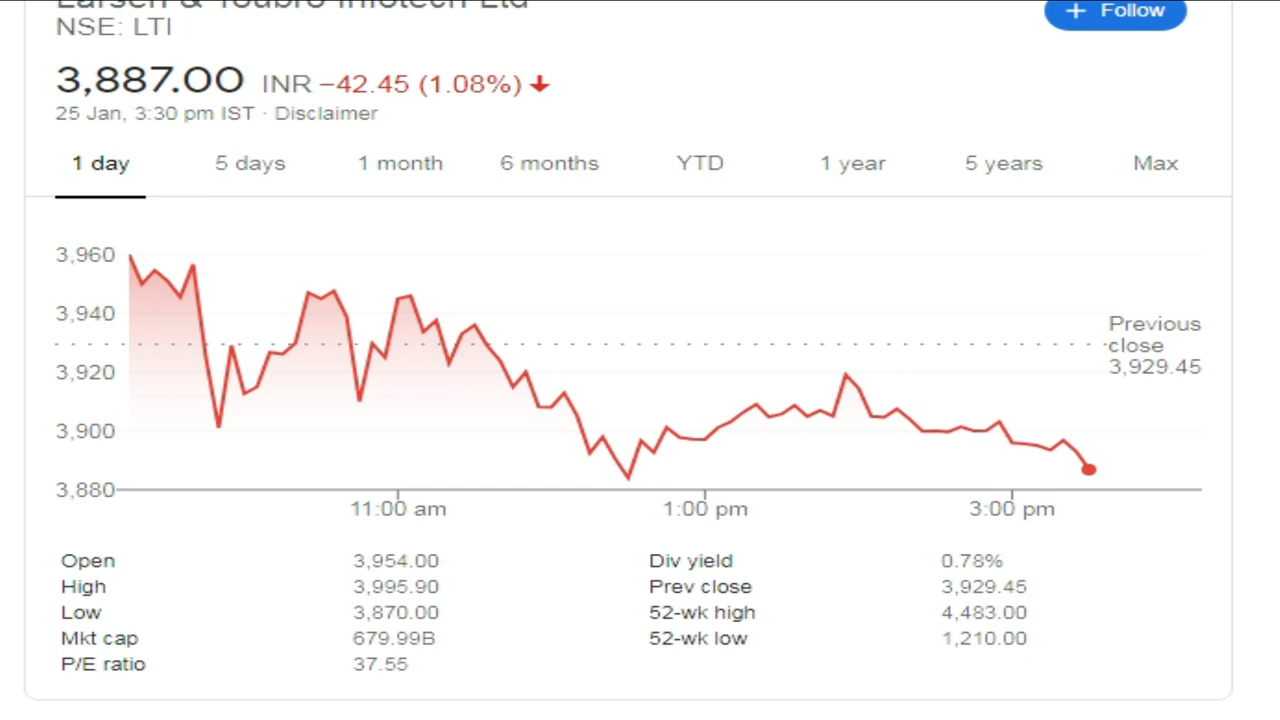 Larsen & Toubro Infotech Ltd
NSE: LTI
+ Follow
3,887.00 INR −42.45 (1.08%)
25 Jan, 3:30 pm IST · Disclaimer
1 day 5 days 1 month 6 months YTD 1 year 5 years Max
3,960
3,940
Previous
close
3,929.45
3,920
3,900
3,880
11:00 am 1:00 pm 3:00 pm
Open 3,954.00 Div yield 0.78%
High 3,995.90 Prev close 3,929.45
Low 3,870.00 52-wk high 4,483.00
Mkt cap 679.99B 52-wk low 1,210.00
P/E ratio 37.55